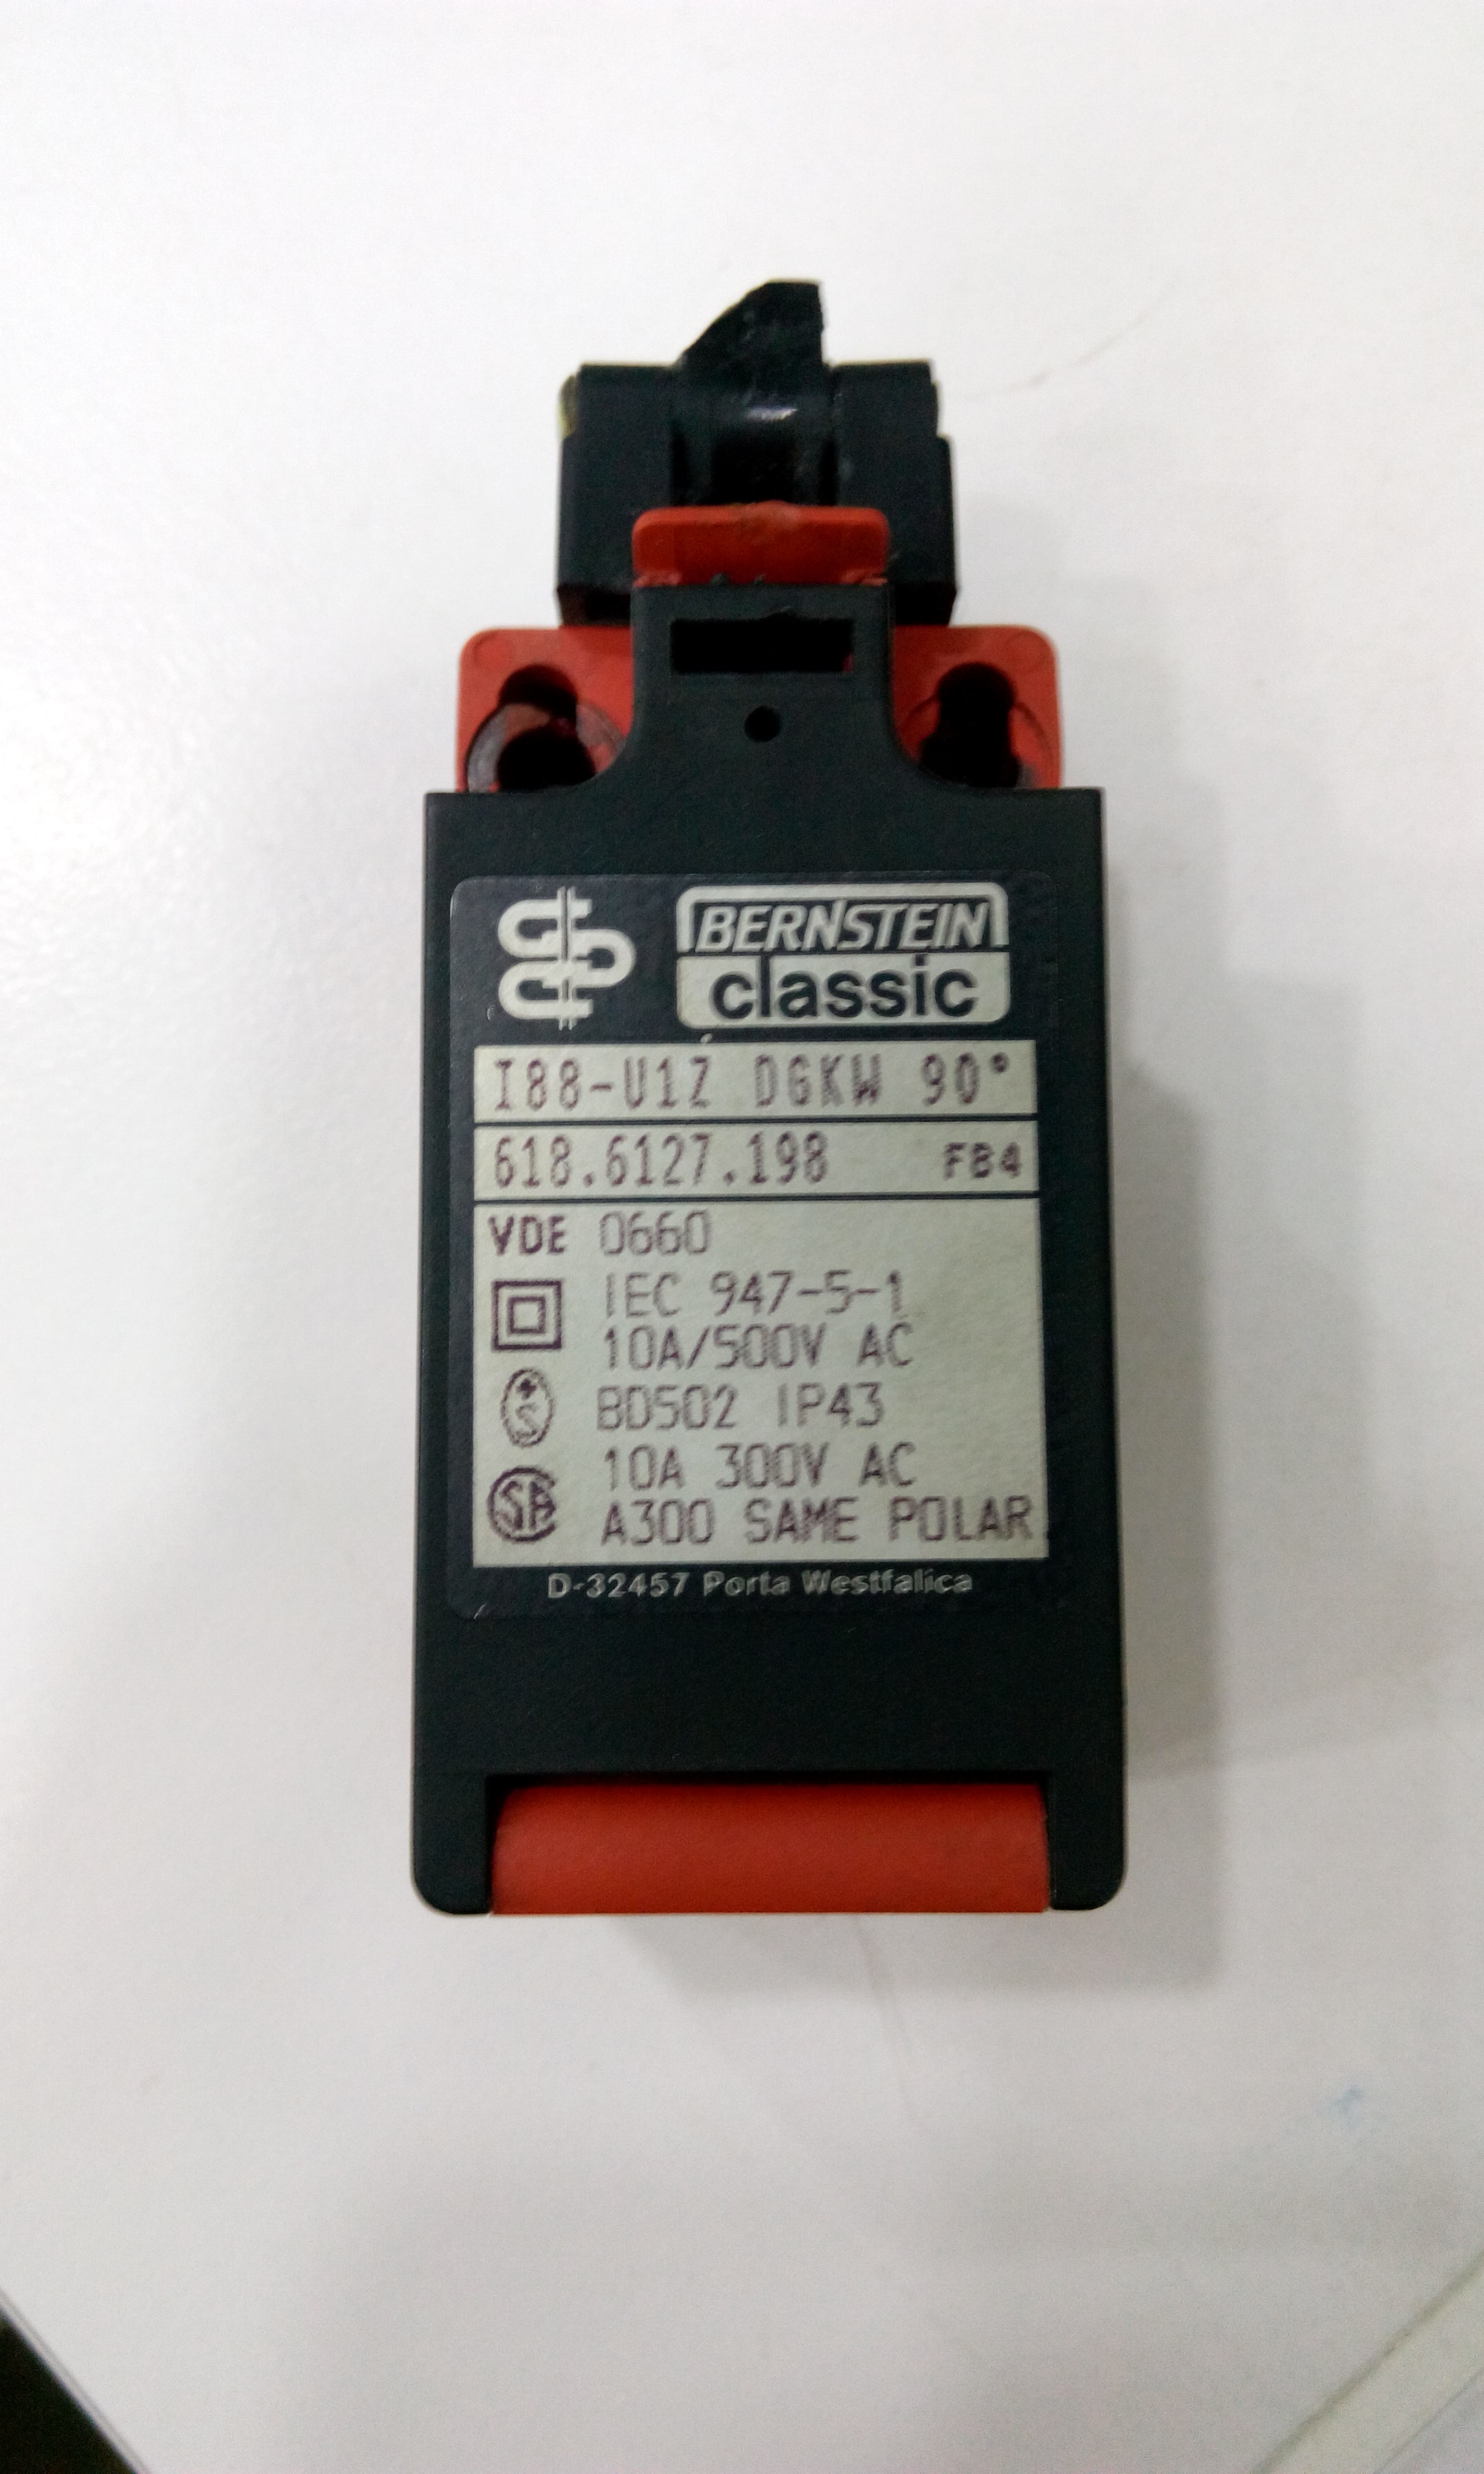 BERNSTEIN
classic
I88-U1Z DGKW 90°
618.6127.198 FB4
VDE 0660
IEC 947-5-1
10A/500V AC
S BD502 IP43
10A 300V AC
SA A300 SAME POLAR
D-32457 Porta Westfalica